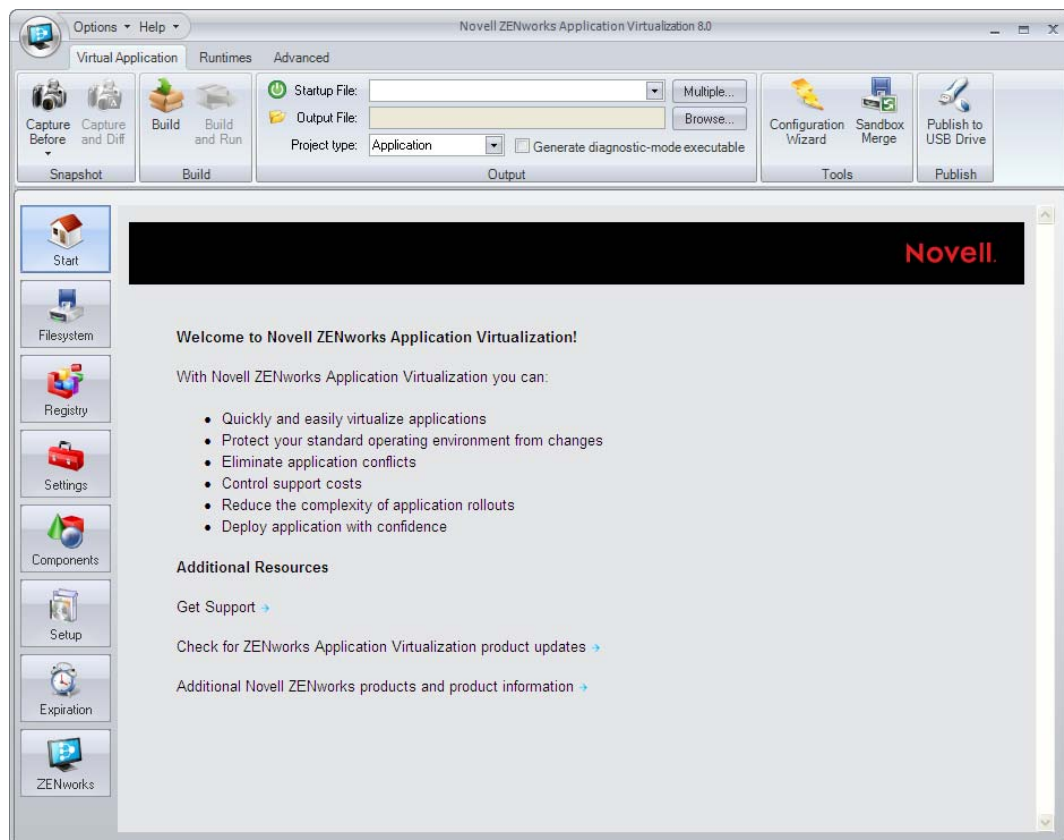 Options Help
Novell ZENworks Application Virtualization 8.0
Virtual Application Runtimes Advanced
Capture Before
Capture and Diff
Snapshot
Build
Build and Run
Build
Startup File:
Multiple...
Output File:
Browse...
Project type: Application
Generate diagnostic-mode executable
Output
Configuration Wizard
Sandbox Merge
Tools
Publish to USB Drive
Publish
Start
Filesystem
Registry
Settings
Components
Setup
Expiration
ZENworks
Novell.
Welcome to Novell ZENworks Application Virtualization!
With Novell ZENworks Application Virtualization you can:
• Quickly and easily virtualize applications
• Protect your standard operating environment from changes
• Eliminate application conflicts
• Control support costs
• Reduce the complexity of application rollouts
• Deploy application with confidence
Additional Resources
Get Support →
Check for ZENworks Application Virtualization product updates →
Additional Novell ZENworks products and product information →